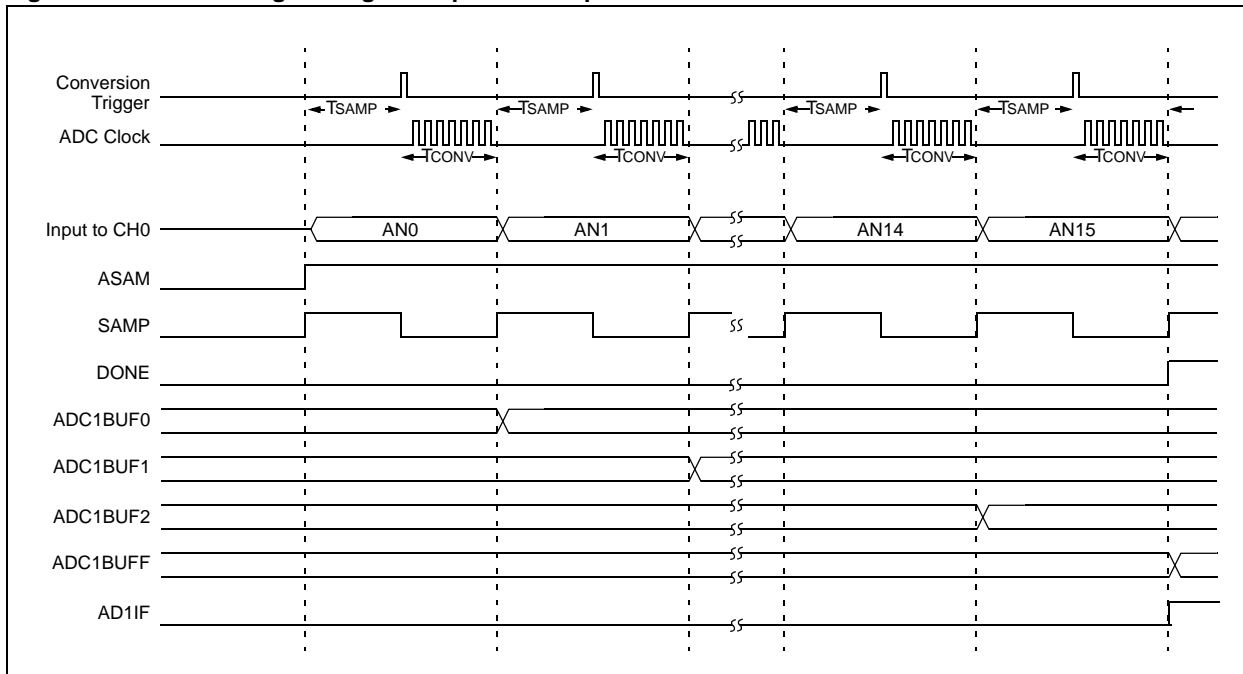 Conversion
Trigger
TSAMP TSAMP TSAMP TSAMP
ADC Clock
TCONV TCONV TCONV TCONV
Input to CH0 AN0 AN1 AN14 AN15
ASAM
SAMP
DONE
ADC1BUF0
ADC1BUF1
ADC1BUF2
ADC1BUFF
AD1IF